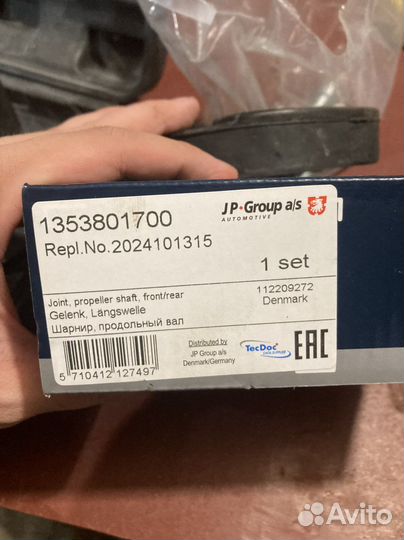 JP•Group a/s
AUTOMOTIVE
1353801700
Repl.No.2024101315
1 set
Joint, propeller shaft, front/rear
Gelenk, Längswelle
Шарнир, продольный вал
112209272
Denmark
Distributed by
JP Group a/s
Denmark/Germany
TecDoc
EAC
5 710412 127497
Avito